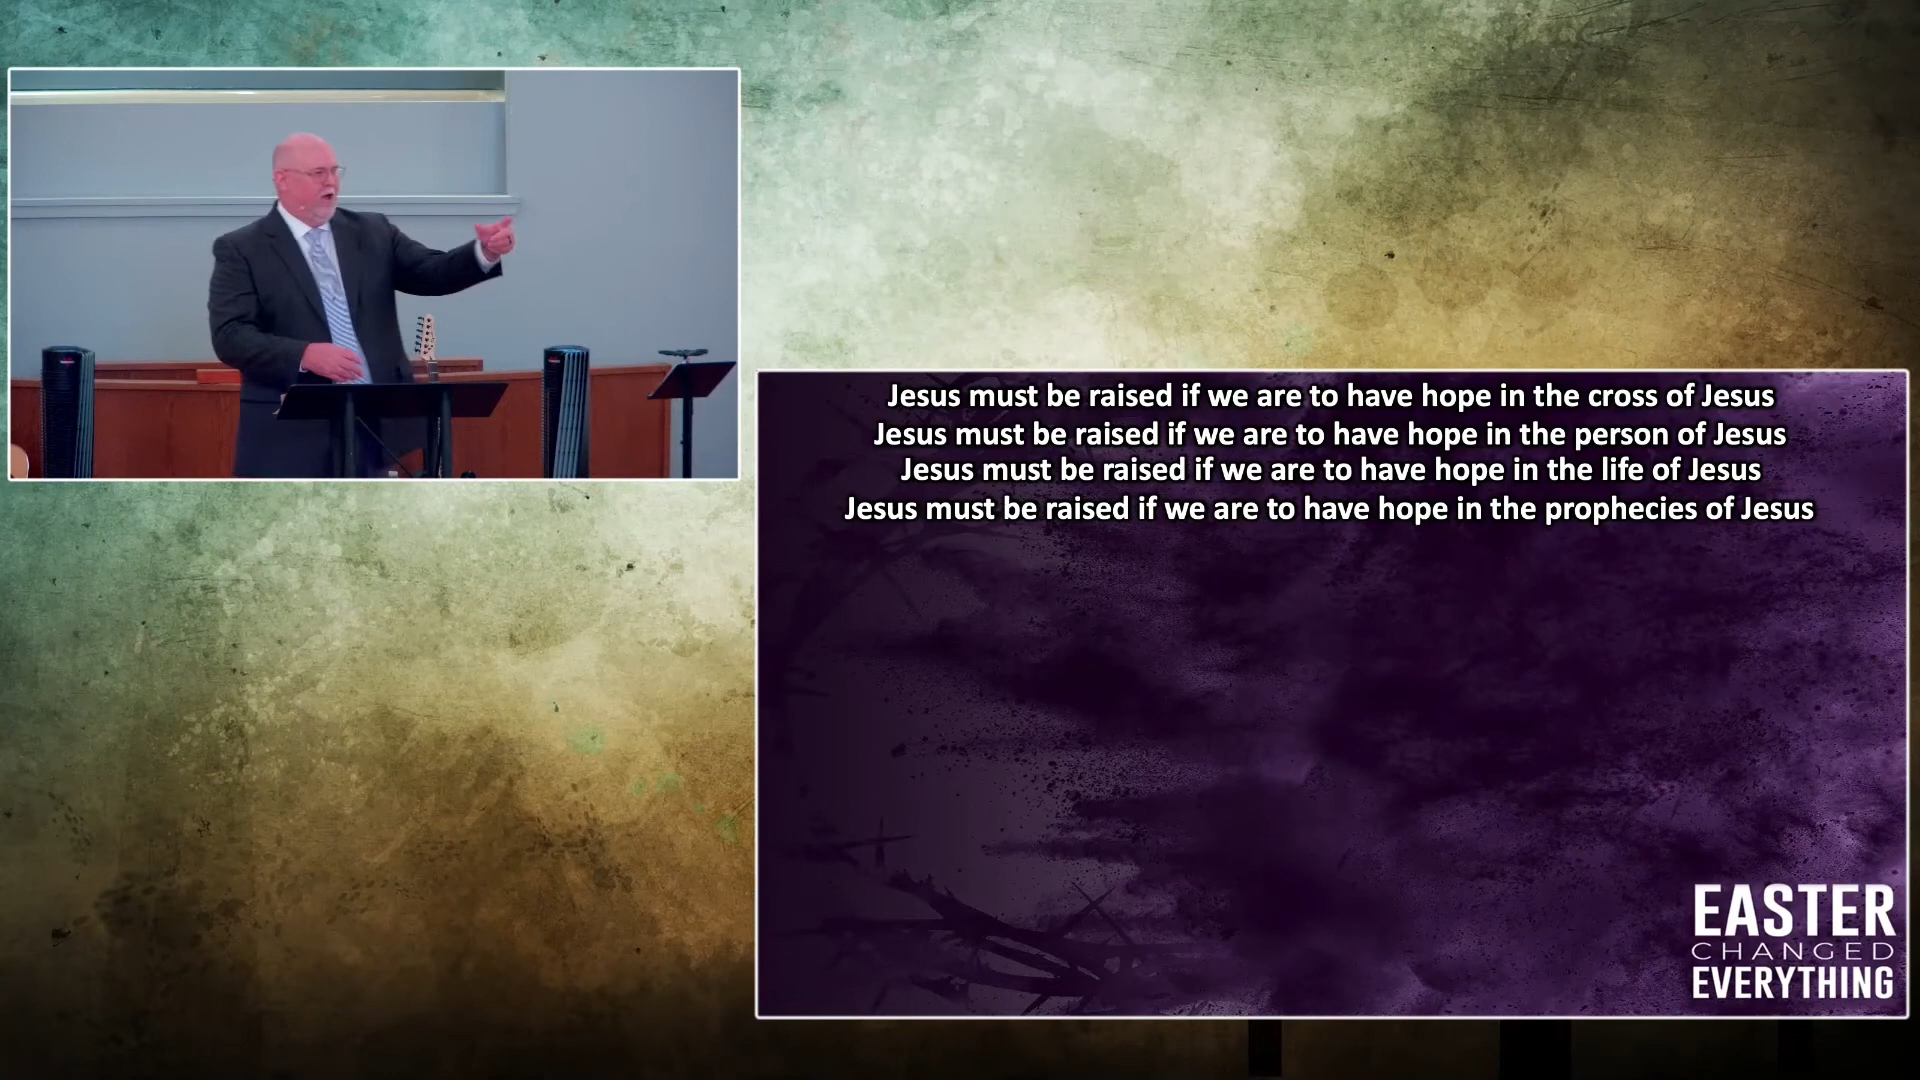 Jesus must be raised if we are to have hope in the cross of Jesus
Jesus must be raised if we are to have hope in the person of Jesus
Jesus must be raised if we are to have hope in the life of Jesus
Jesus must be raised if we are to have hope in the prophecies of Jesus
EASTER
CHANGED
EVERYTHING